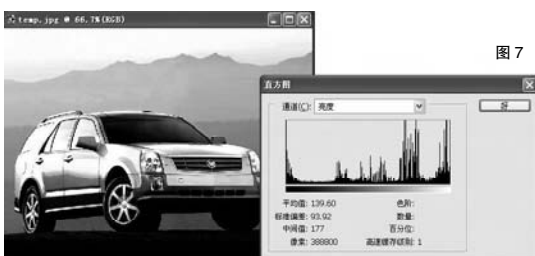 temp.jpg @ 66.7%(RGB)
图 7
直方图
通道(C): 亮度
好
平均值: 139.60
色阶:
标准偏差: 93.92
数量:
中间值: 177
百分位:
像素: 388800
高速缓存级别: 1